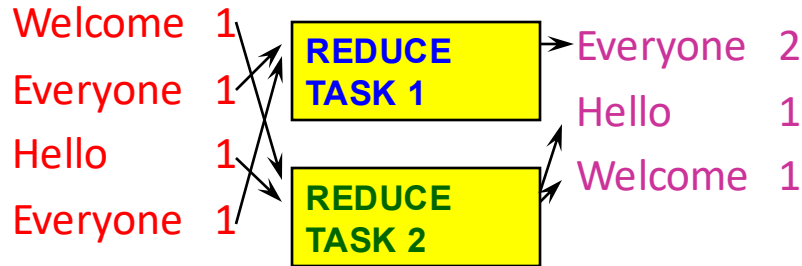 Welcome 1
Everyone 1
Hello 1
Everyone 1
REDUCE
TASK 1
REDUCE
TASK 2
Everyone 2
Hello 1
Welcome 1